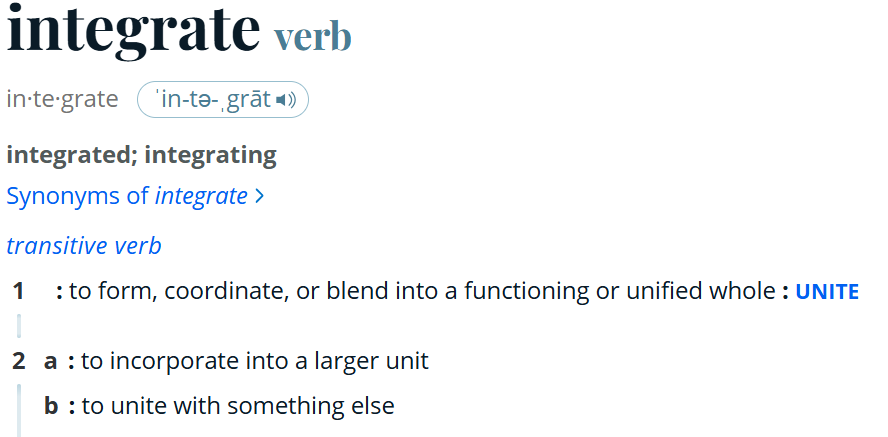 integrate verb
in·te·grate ˈin-tə-ˌgrāt
integrated; integrating
Synonyms of integrate >
transitive verb
1 : to form, coordinate, or blend into a functioning or unified whole : UNITE
2 a : to incorporate into a larger unit
b : to unite with something else